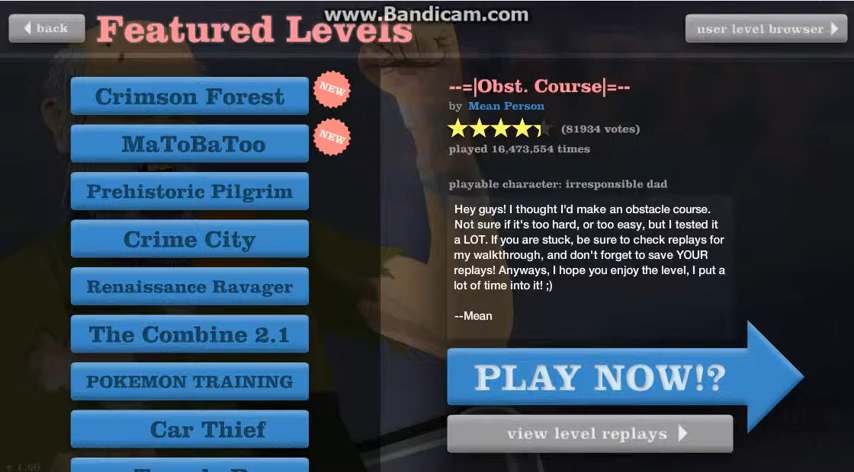 www.Bandicam.com
back
Featured Levels
user level browser
Crimson Forest
NEW
MaToBaToo
NEW
Prehistoric Pilgrim
Crime City
Renaissance Ravager
The Combine 2.1
POKEMON TRAINING
Car Thief
--=|Obst. Course|=--
by Mean Person
(81934 votes)
played 16,473,554 times
playable character: irresponsible dad
Hey guys! I thought I'd make an obstacle course.
Not sure if it's too hard, or too easy, but I tested it
a LOT. If you are stuck, be sure to check replays for
my walkthrough, and don't forget to save YOUR
replays! Anyways, I hope you enjoy the level, I put a
lot of time into it! ;)
--Mean
PLAY NOW!?
view level replays